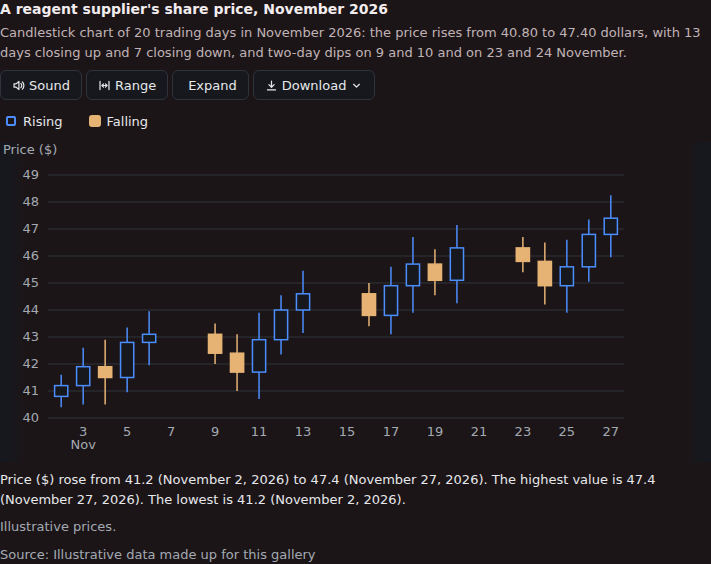 A reagent supplier's share price, November 2026
Candlestick chart of 20 trading days in November 2026: the price rises from 40.80 to 47.40 dollars, with 13
days closing up and 7 closing down, and two-day dips on 9 and 10 and on 23 and 24 November.
Sound Range Expand Download
Rising Falling
Price ($)
49
48
47
46
45
44
43
42
41
40
3 5 7 9 11 13 15 17 19 21 23 25 27
Nov
Price ($) rose from 41.2 (November 2, 2026) to 47.4 (November 27, 2026). The highest value is 47.4
(November 27, 2026). The lowest is 41.2 (November 2, 2026).
Illustrative prices.
Source: Illustrative data made up for this gallery